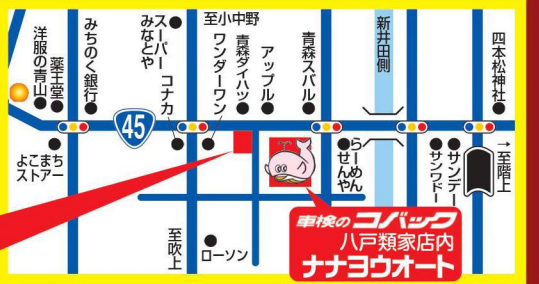 洋服の青山
薬王堂
みちのく銀行
スーパー
みなとや
コナカ
至小中野
ワンダーワン
青森ダイハツ
アップル
青森スバル
新井田側
四本松神社
45
よこまち
ストアー
らーめん
せんや
サンデー
サンワドー
→至階上
至吹上
ローソン
車検のコバック
八戸類家店内
ナナヨウオート